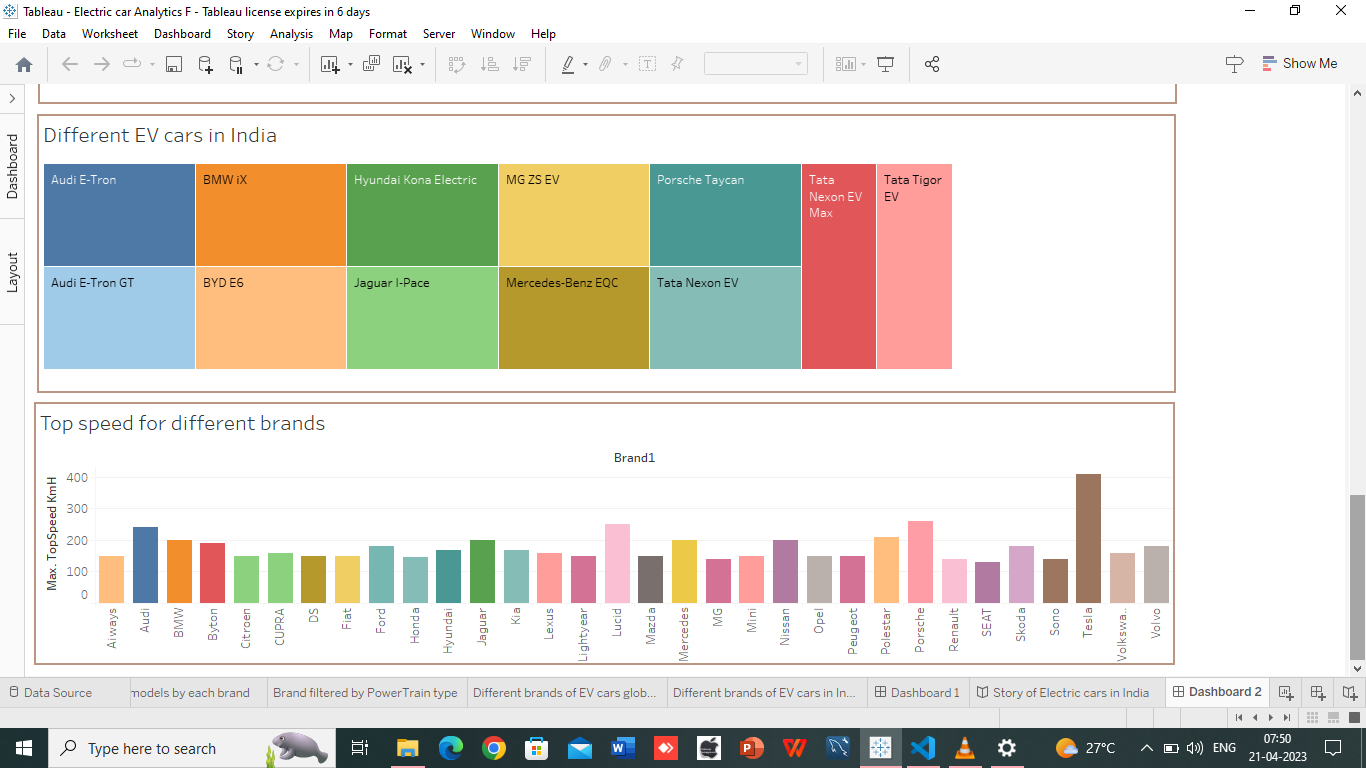 Tableau - Electric car Analytics F - Tableau license expires in 6 days
File Data Worksheet Dashboard Story Analysis Map Format Server Window Help
Show Me
Dashboard
Layout
Different EV cars in India
Audi E-Tron
BMW iX
Hyundai Kona Electric
MG ZS EV
Porsche Taycan
Tata
Nexon EV
Max
Tata Tigor
EV
Audi E-Tron GT
BYD E6
Jaguar I-Pace
Mercedes-Benz EQC
Tata Nexon EV
Top speed for different brands
Brand1
Max. TopSpeed KmH
400
300
200
100
0
Aiways
Audi
BMW
Byton
Citroen
CUPRA
DS
Fiat
Ford
Honda
Hyundai
Jaguar
Kia
Lexus
Lightyear
Lucid
Mazda
Mercedes
MG
Mini
Nissan
Opel
Peugeot
Polestar
Porsche
Renault
SEAT
Skoda
Sono
Tesla
Volkswa..
Volvo
Data Source
models by each brand
Brand filtered by PowerTrain type
Different brands of EV cars glob...
Different brands of EV cars in In...
Dashboard 1
Story of Electric cars in India
Dashboard 2
Type here to search
27°C
ENG
07:50
21-04-2023